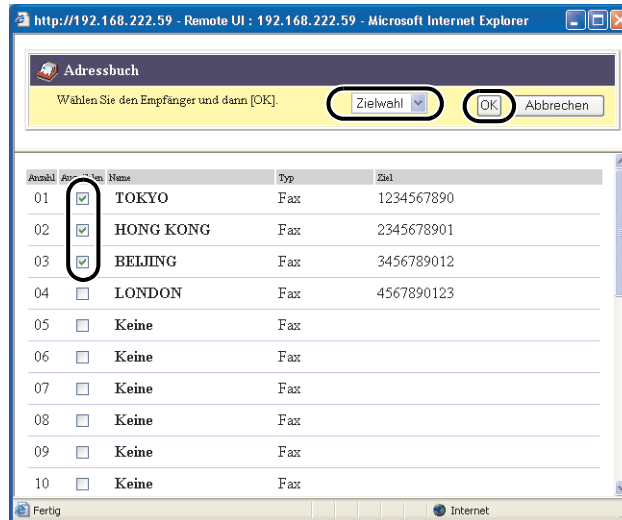 http://192.168.222.59 - Remote UI : 192.168.222.59 - Microsoft Internet Explorer
Adressbuch
Wählen Sie den Empfänger und dann [OK]. Zielwahl OK Abbrechen
Anzahl Name Typ Ziel
01 TOKYO Fax 1234567890
02 HONG KONG Fax 2345678901
03 BEIJING Fax 3456789012
04 LONDON Fax 4567890123
05 Keine Fax
06 Keine Fax
07 Keine Fax
08 Keine Fax
09 Keine Fax
10 Keine Fax
Fertig Internet